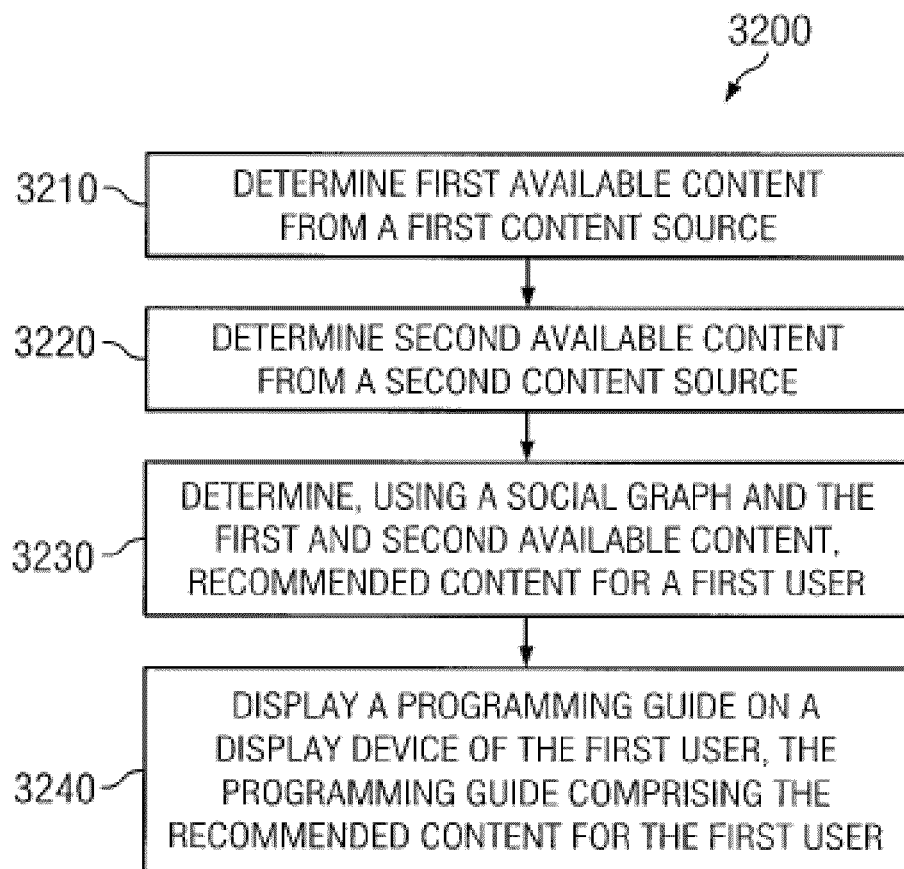 3200
3210
DETERMINE FIRST AVAILABLE CONTENT
FROM A FIRST CONTENT SOURCE
3220
DETERMINE SECOND AVAILABLE CONTENT
FROM A SECOND CONTENT SOURCE
3230
DETERMINE, USING A SOCIAL GRAPH AND THE
FIRST AND SECOND AVAILABLE CONTENT,
RECOMMENDED CONTENT FOR A FIRST USER
3240
DISPLAY A PROGRAMMING GUIDE ON A
DISPLAY DEVICE OF THE FIRST USER, THE
PROGRAMMING GUIDE COMPRISING THE
RECOMMENDED CONTENT FOR THE FIRST USER